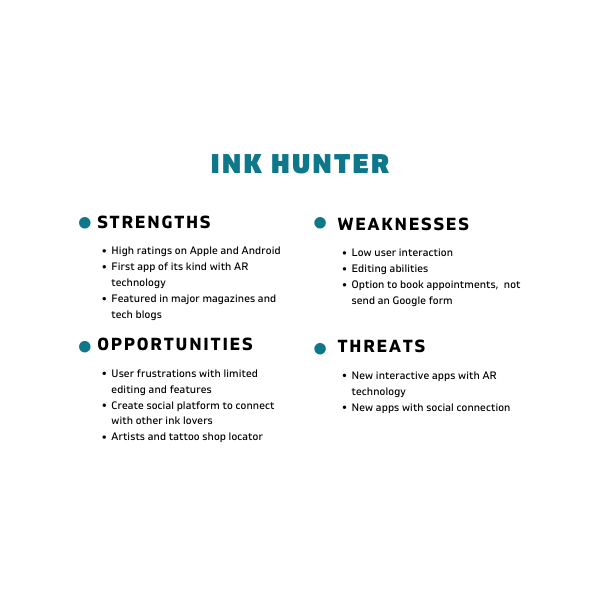 INK HUNTER
STRENGTHS
• High ratings on Apple and Android
• First app of its kind with AR
technology
• Featured in major magazines and
tech blogs
WEAKNESSES
• Low user interaction
• Editing abilities
• Option to book appointments,  not
send an Google form
OPPORTUNITIES
• User frustrations with limited
editing and features
• Create social platform to connect
with other ink lovers
• Artists and tattoo shop locator
THREATS
• New interactive apps with AR
technology
• New apps with social connection